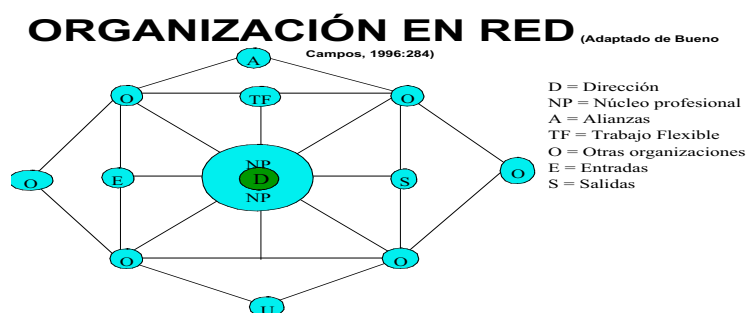 ORGANIZACIÓN EN RED (Adaptado de Bueno
Campos, 1996:284)
A
O
TF
O
D = Dirección
NP = Núcleo profesional
A = Alianzas
TF = Trabajo Flexible
O = Otras organizaciones
E = Entradas
S = Salidas
O
E
NP
D
NP
S
O
O
O
U